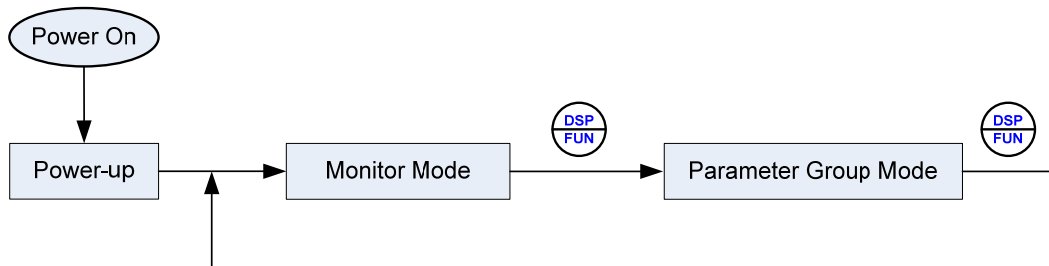 Power On
DSP
FUN
DSP
FUN
Power-up
Monitor Mode
Parameter Group Mode